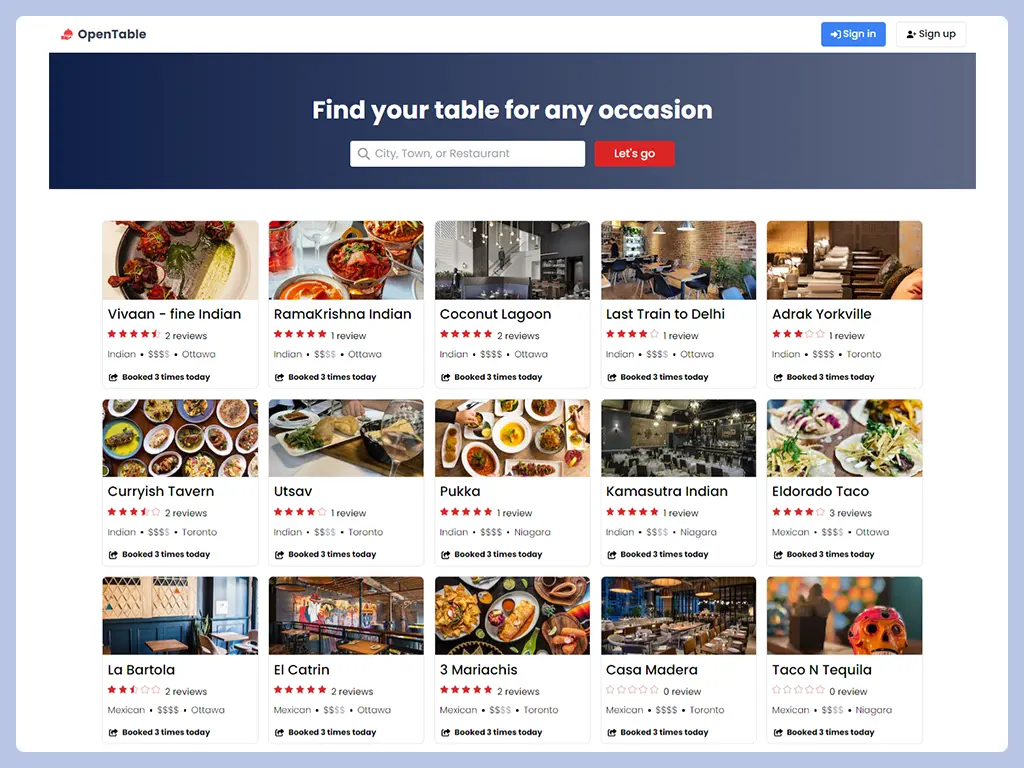 OpenTable
Sign in
Sign up
Find your table for any occasion
City, Town, or Restaurant
Let's go
Vivaan - fine Indian
2 reviews
Indian • $$$$ • Ottawa
Booked 3 times today
RamaKrishna Indian
1 review
Indian • $$$$ • Ottawa
Booked 3 times today
Coconut Lagoon
2 reviews
Indian • $$$$ • Ottawa
Booked 3 times today
Last Train to Delhi
1 review
Indian • $$$$ • Ottawa
Booked 3 times today
Adrak Yorkville
1 review
Indian • $$$$ • Toronto
Booked 3 times today
Curryish Tavern
2 reviews
Indian • $$$$ • Toronto
Booked 3 times today
Utsav
1 review
Indian • $$$$ • Toronto
Booked 3 times today
Pukka
1 review
Indian • $$$$ • Niagara
Booked 3 times today
Kamasutra Indian
1 review
Indian • $$$$ • Niagara
Booked 3 times today
Eldorado Taco
3 reviews
Mexican • $$$$ • Ottawa
Booked 3 times today
La Bartola
2 reviews
Mexican • $$$$ • Ottawa
Booked 3 times today
El Catrin
2 reviews
Mexican • $$$$ • Ottawa
Booked 3 times today
3 Mariachis
2 reviews
Mexican • $$$$ • Toronto
Booked 3 times today
Casa Madera
0 review
Mexican • $$$$ • Toronto
Booked 3 times today
Taco N Tequila
0 review
Mexican • $$$$ • Niagara
Booked 3 times today